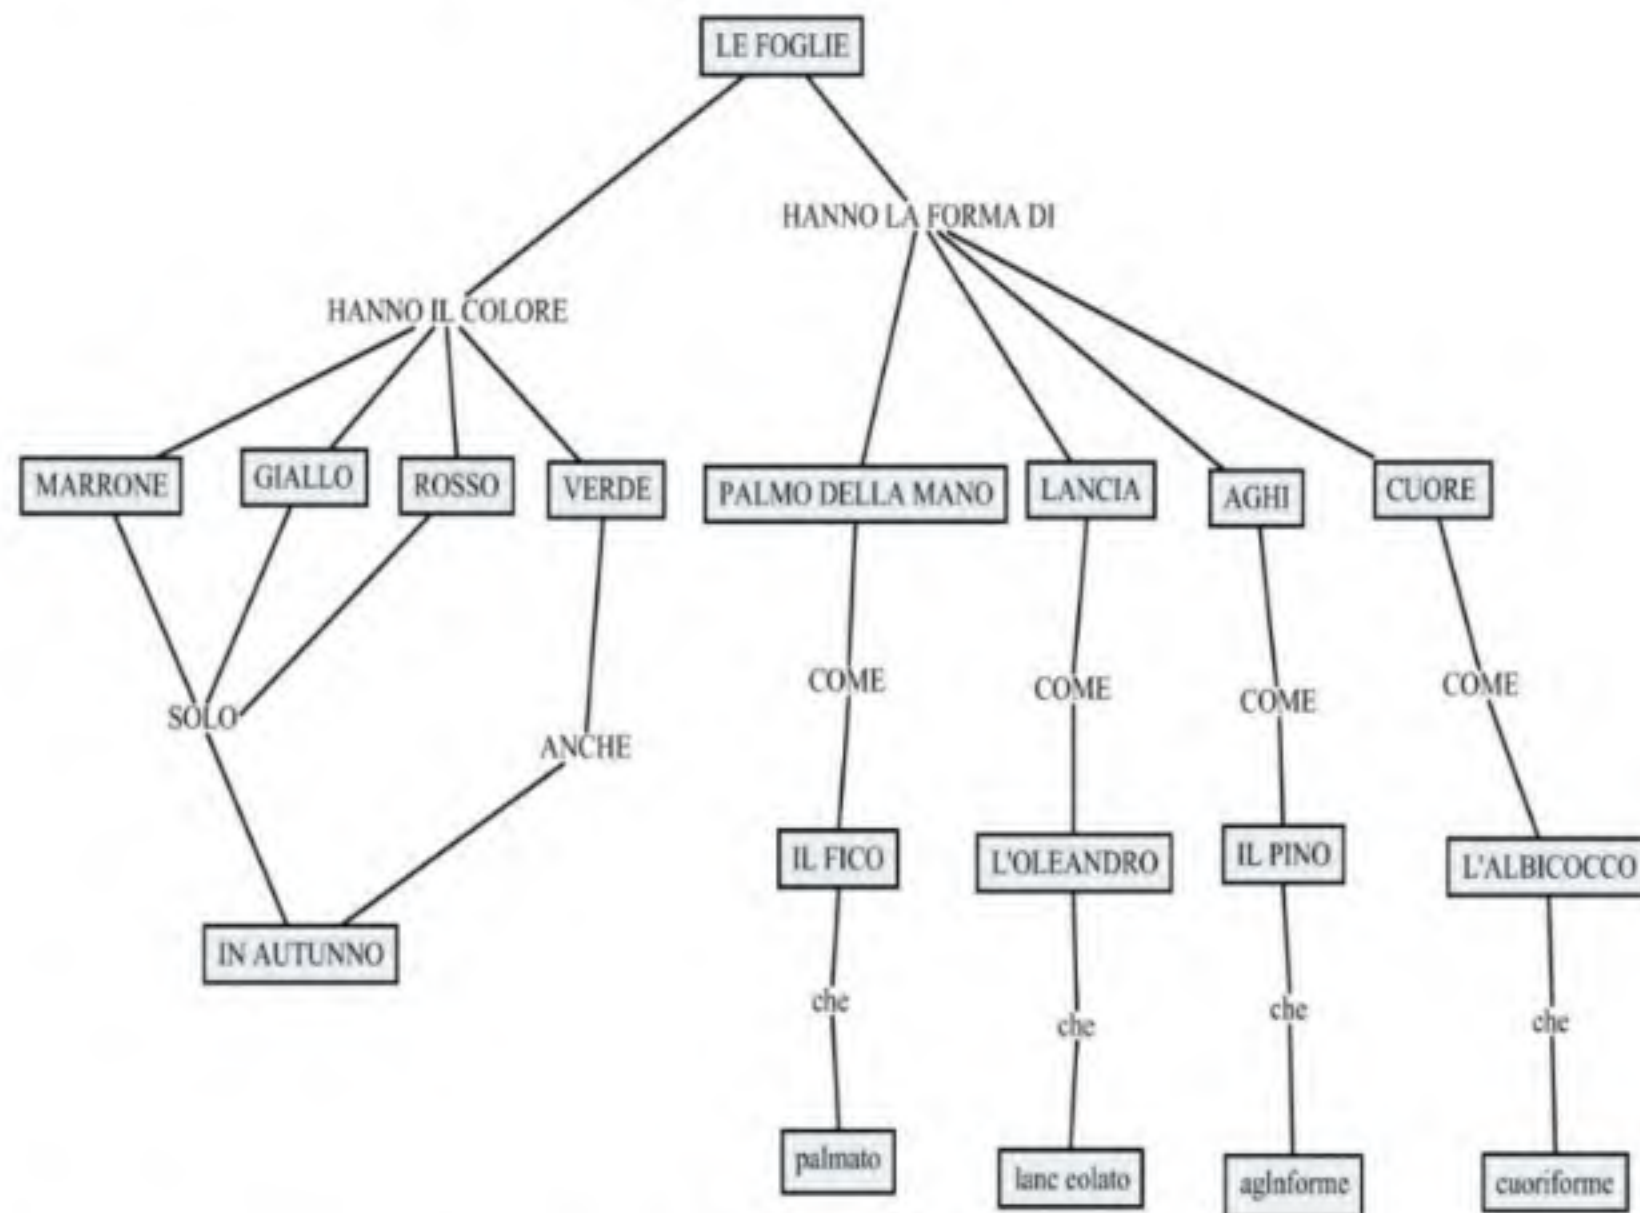 LE FOGLIE
HANNO LA FORMA DI
HANNO IL COLORE
MARRONE
GIALLO
ROSSO
VERDE
PALMO DELLA MANO
LANCIA
AGHI
CUORE
SOLO
ANCHE
COME
COME
COME
COME
IL FICO
L'OLEANDRO
IL PINO
L'ALBICOCCO
IN AUTUNNO
che
che
che
che
palmato
lanc eolato
aglnforme
cuoriforme